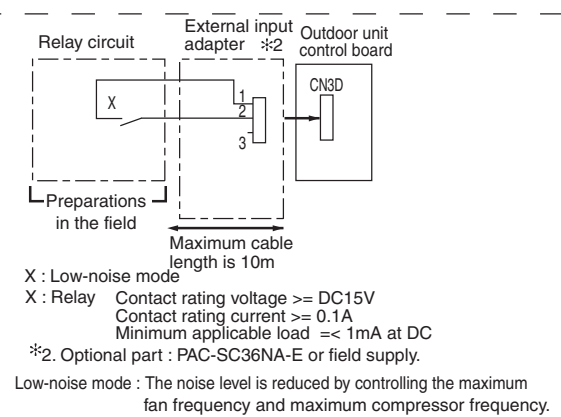 Relay circuit
External input
adapter *2
Outdoor unit
control board
X
1
2
3
CN3D
Preparations
in the field
Maximum cable
length is 10m
X : Low-noise mode
X : Relay Contact rating voltage >= DC15V
Contact rating current >= 0.1A
Minimum applicable load =< 1mA at DC
*2. Optional part : PAC-SC36NA-E or field supply.
Low-noise mode : The noise level is reduced by controlling the maximum
fan frequency and maximum compressor frequency.